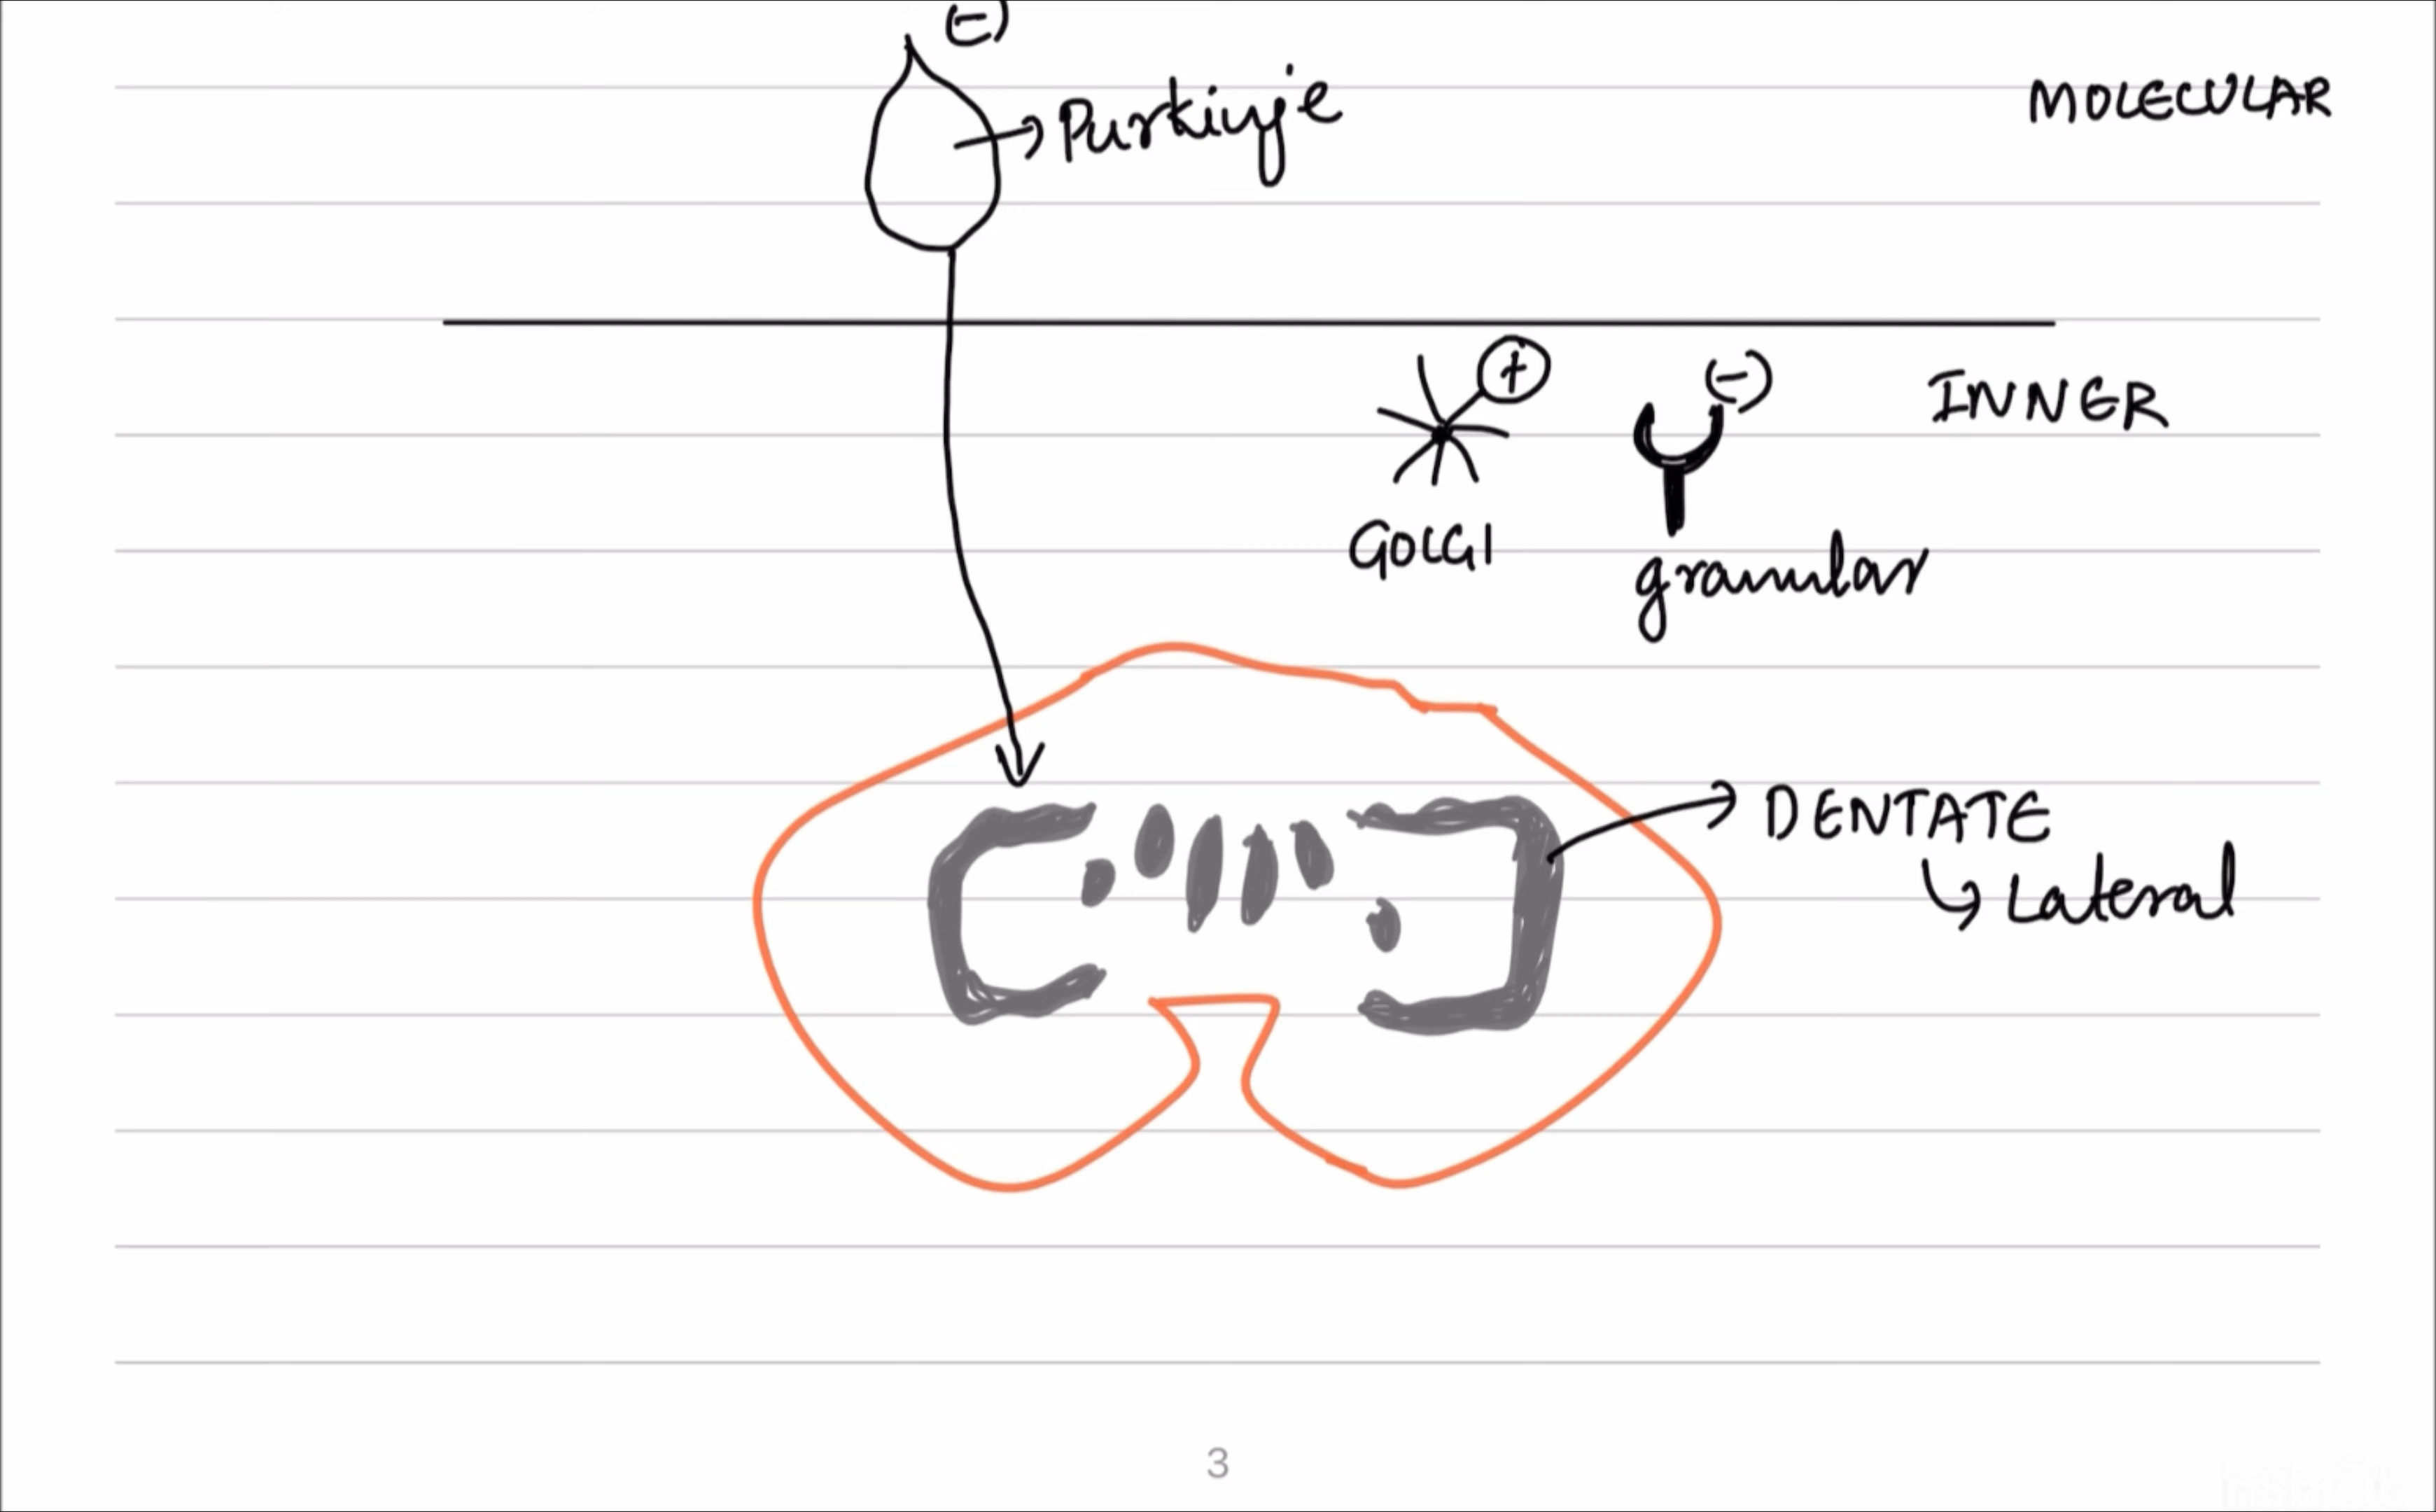 (-)
Purkinje
MOLECULAR
+
(-)
INNER
GOLGI
granular
DENTATE
Lateral
3